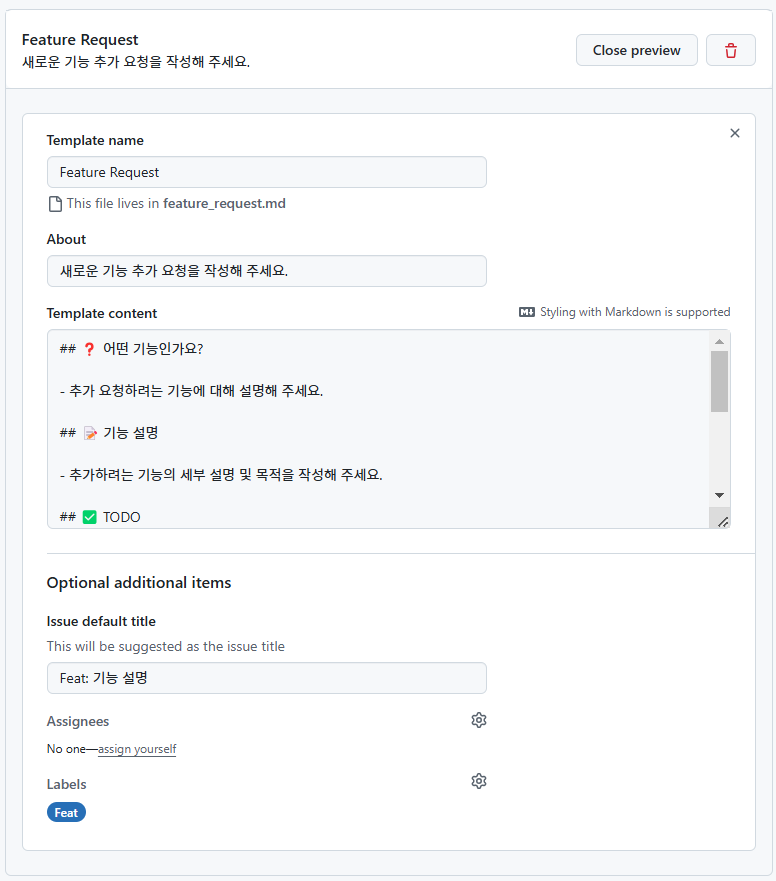 Feature Request
새로운 기능 추가 요청을 작성해 주세요.
Close preview
Template name
Feature Request
This file lives in feature_request.md
About
새로운 기능 추가 요청을 작성해 주세요.
Template content
Styling with Markdown is supported
## ❓ 어떤 기능인가요?
- 추가 요청하려는 기능에 대해 설명해 주세요.
## 📝 기능 설명
- 추가하려는 기능의 세부 설명 및 목적을 작성해 주세요.
## ✅ TODO
Optional additional items
Issue default title
This will be suggested as the issue title
Feat: 기능 설명
Assignees
No one—assign yourself
Labels
Feat